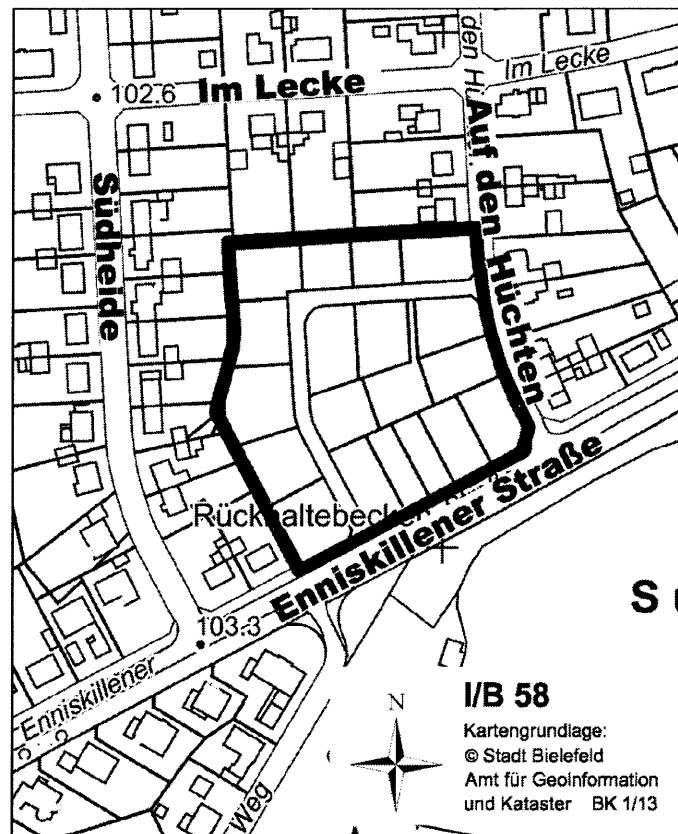 102.6
Im Lecke
den Hi
Im Lecke
Südheide
Auf den Hüchten
Rückhaltebecken
Enniskillener Straße
103.3
Enniskillener
Weg
S
N
I/B 58
Kartengrundlage:
© Stadt Bielefeld
Amt für Geoinformation
und Kataster BK 1/13